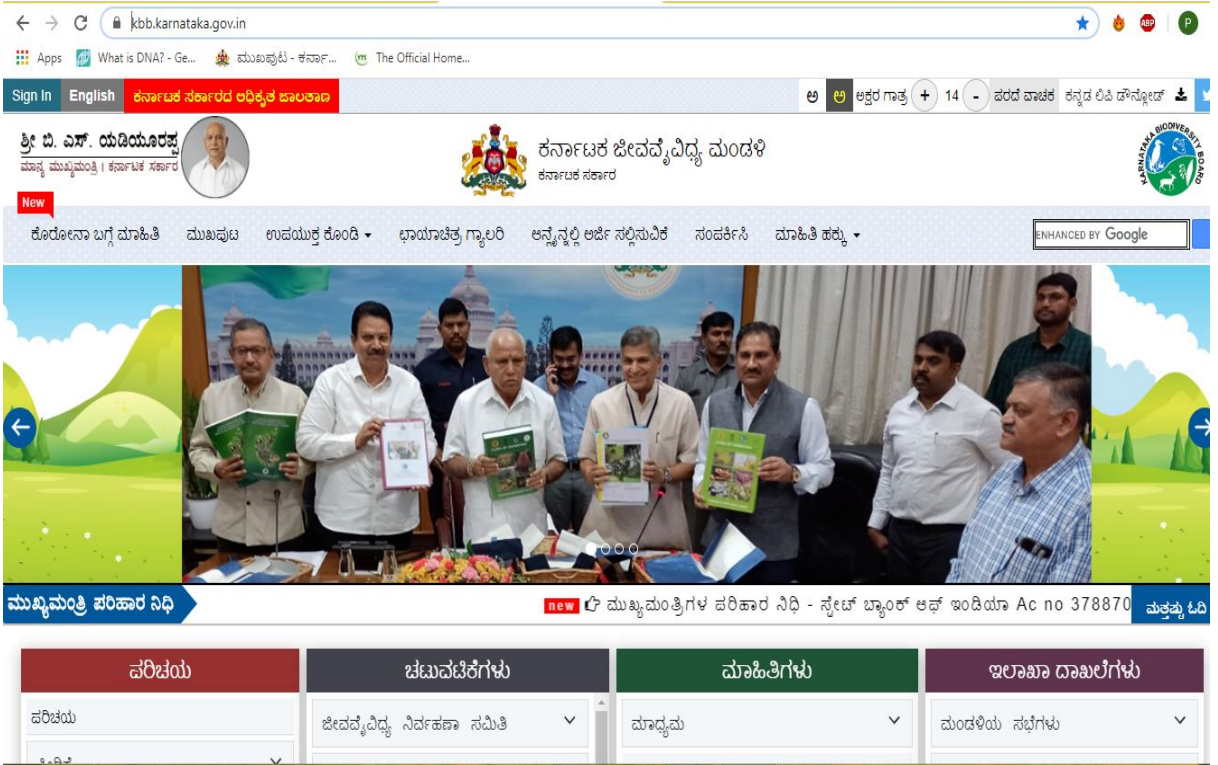 kbb.karnataka.gov.in
ABP
P
Apps What is DNA? - Ge... ಮುಖಪುಟ - ಕರ್ನಾ... The Official Home...
Sign In English ಕರ್ನಾಟಕ ಸರ್ಕಾರದ ಅಧಿಕೃತ ಜಾಲತಾಣ
ಅ ಅ ಅಕ್ಷರ ಗಾತ್ರ + 14 - ಪರದೆ ವಾಚಕ ಕನ್ನಡ ಲಿಪಿ ಡೌನ್ಲೋಡ್
ಶ್ರೀ ಬಿ. ಎಸ್. ಯಡಿಯೂರಪ್ಪ
ಮಾನ್ಯ ಮುಖ್ಯಮಂತ್ರಿ । ಕರ್ನಾಟಕ ಸರ್ಕಾರ
ಕರ್ನಾಟಕ ಜೀವವೈವಿಧ್ಯ ಮಂಡಳಿ
ಕರ್ನಾಟಕ ಸರ್ಕಾರ
KARNATAKA BIODIVERSITY BOARD
New
ಕೊರೋನಾ ಬಗ್ಗೆ ಮಾಹಿತಿ ಮುಖಪುಟ ಉಪಯುಕ್ತ ಕೊಂಡಿ ಛಾಯಾಚಿತ್ರ ಗ್ಯಾಲರಿ ಆನ್ಲೈನ್ನಲ್ಲಿ ಅರ್ಜಿ ಸಲ್ಲಿಸುವಿಕೆ ಸಂಪರ್ಕಿಸಿ ಮಾಹಿತಿ ಹಕ್ಕು
ENHANCED BY Google
ಮುಖ್ಯಮಂತ್ರಿ ಪರಿಹಾರ ನಿಧಿ
new ಮುಖ್ಯಮಂತ್ರಿಗಳ ಪರಿಹಾರ ನಿಧಿ - ಸ್ಟೇಟ್ ಬ್ಯಾಂಕ್ ಆಫ್ ಇಂಡಿಯಾ Ac no 378870
ಮತ್ತಷ್ಟು ಓದಿ
ಪರಿಚಯ ಚಟುವಟಿಕೆಗಳು ಮಾಹಿತಿಗಳು ಇಲಾಖಾ ದಾಖಲೆಗಳು
ಪರಿಚಯ ಜೀವವೈವಿಧ್ಯ ನಿರ್ವಹಣಾ ಸಮಿತಿ ಮಾಧ್ಯಮ ಮಂಡಳಿಯ ಸಭೆಗಳು